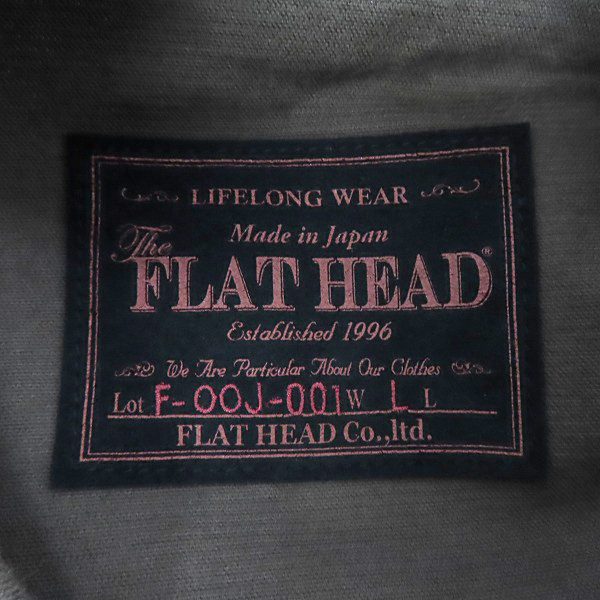 LIFELONG WEAR
Made in Japan
The
FLAT HEAD®
Established 1996
We Are Particular About Our Clothes
Lot F-OOJ-001 W L L
FLAT HEAD Co.,ltd.